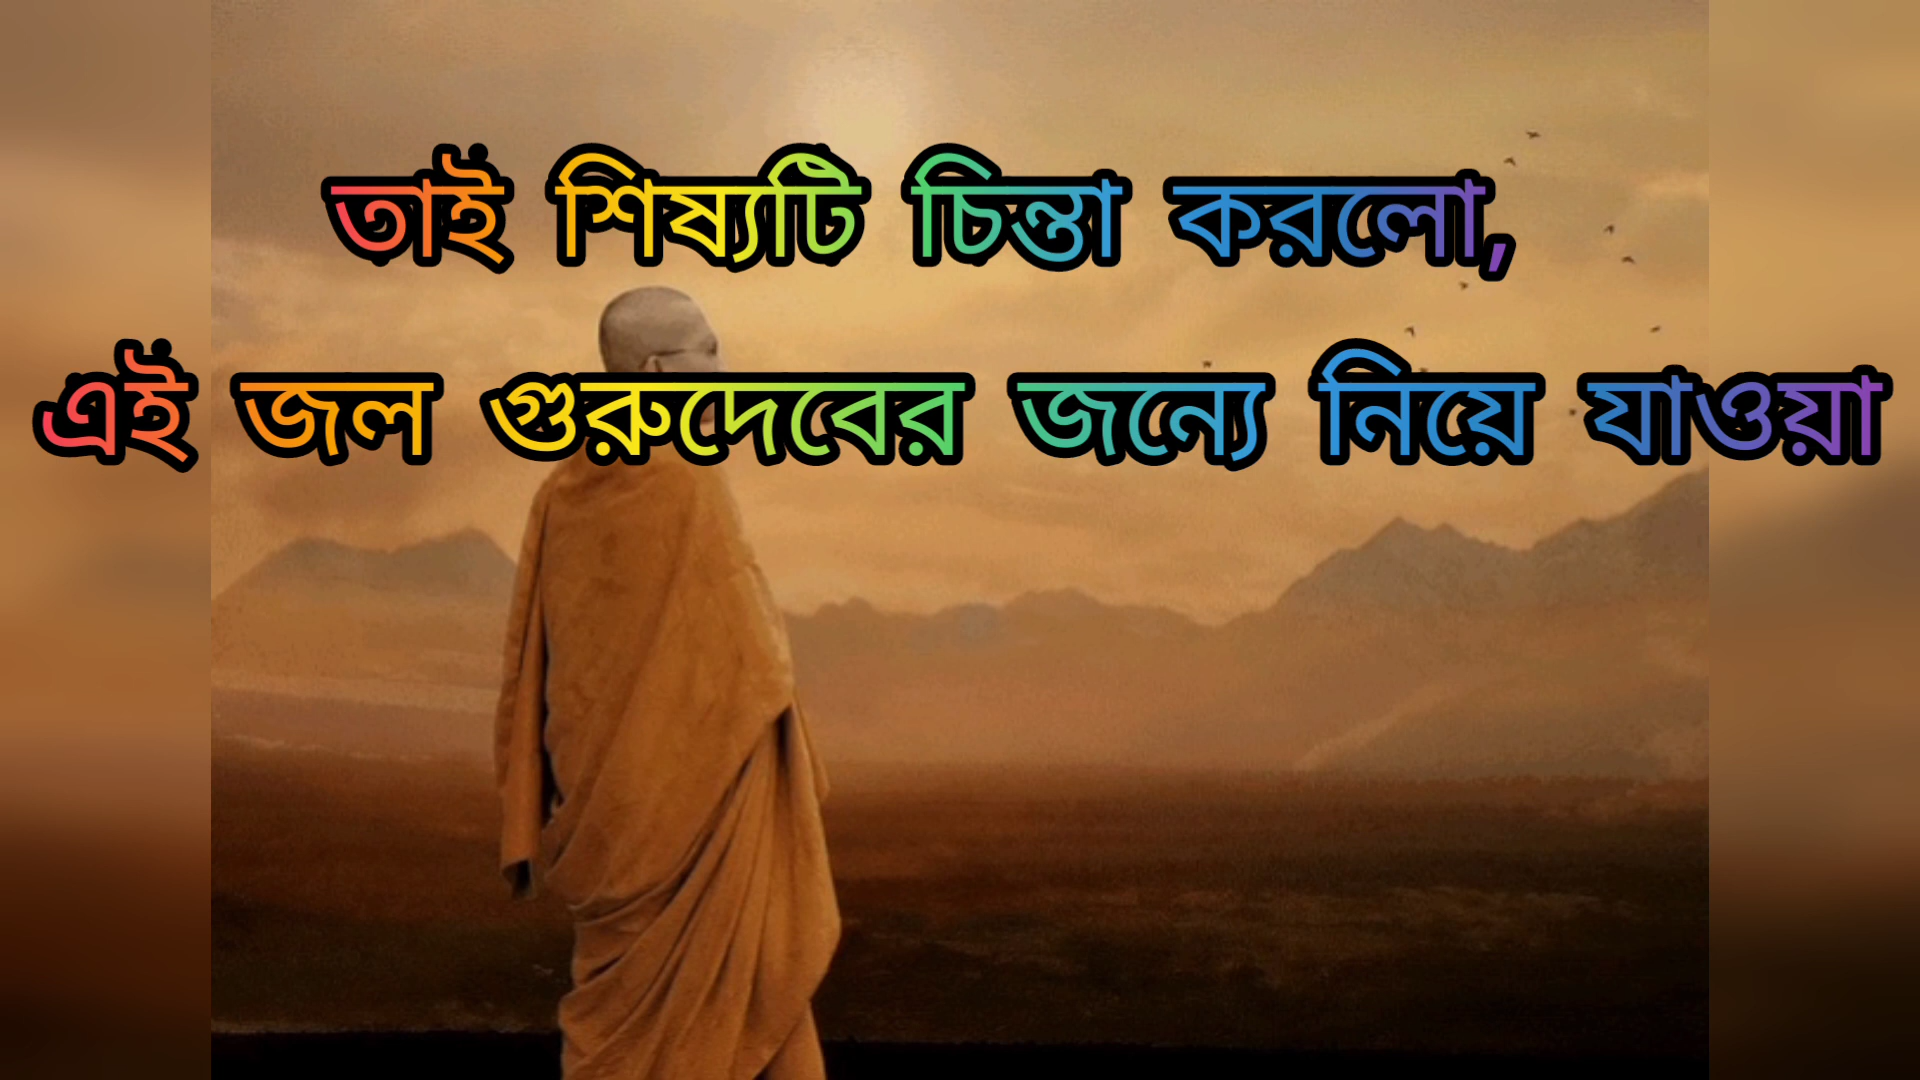 তাই শিষ্যটি চিন্তা করলো,
এই জল গুরুদেবের জন্যে নিয়ে যাওয়া